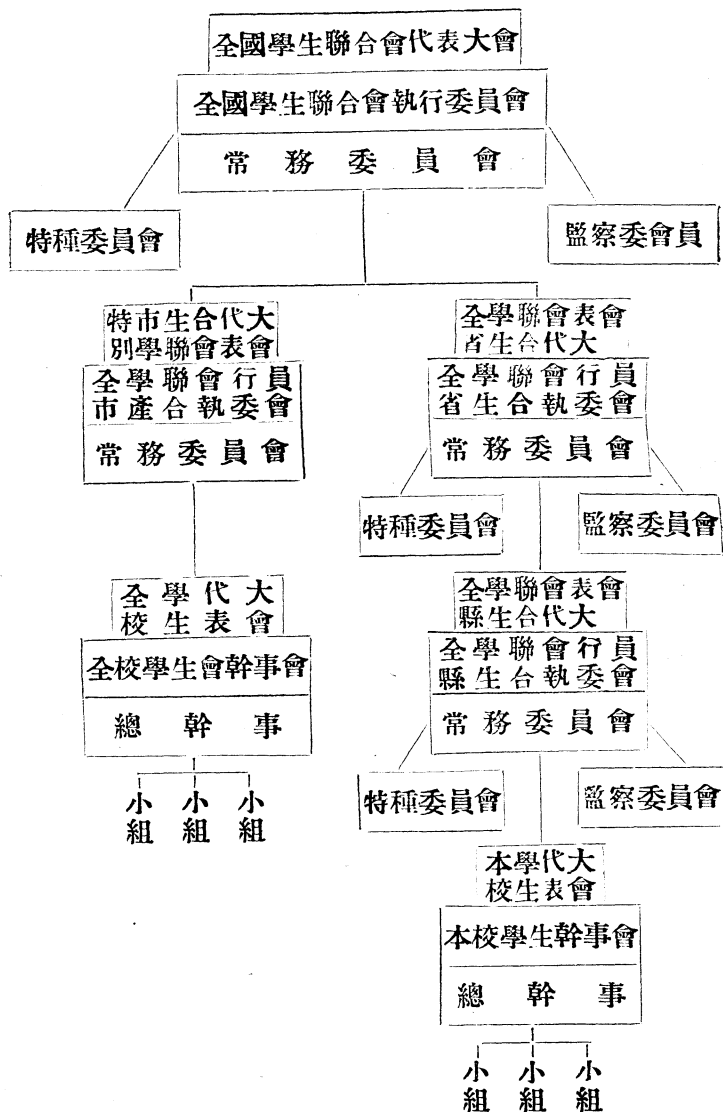 全國學生聯合會代表大會
全國學生聯合會執行委員會
常務委員會
特種委員會
監察委會員
特別市學生聯合會代表大會
全市學產聯合會執行委員會
常務委員會
全校學生代表大會
全校學生會幹事會
總幹事
小組
小組
小組
全省學生聯合會代表大會
全省學生聯合會執行委員會
常務委員會
特種委員會
監察委員會
全縣學生聯合會代表大會
全縣學生聯合會執行委員會
常務委員會
特種委員會
監察委員會
本校學生代表大會
本校學生幹事會
總幹事
小組
小組
小組